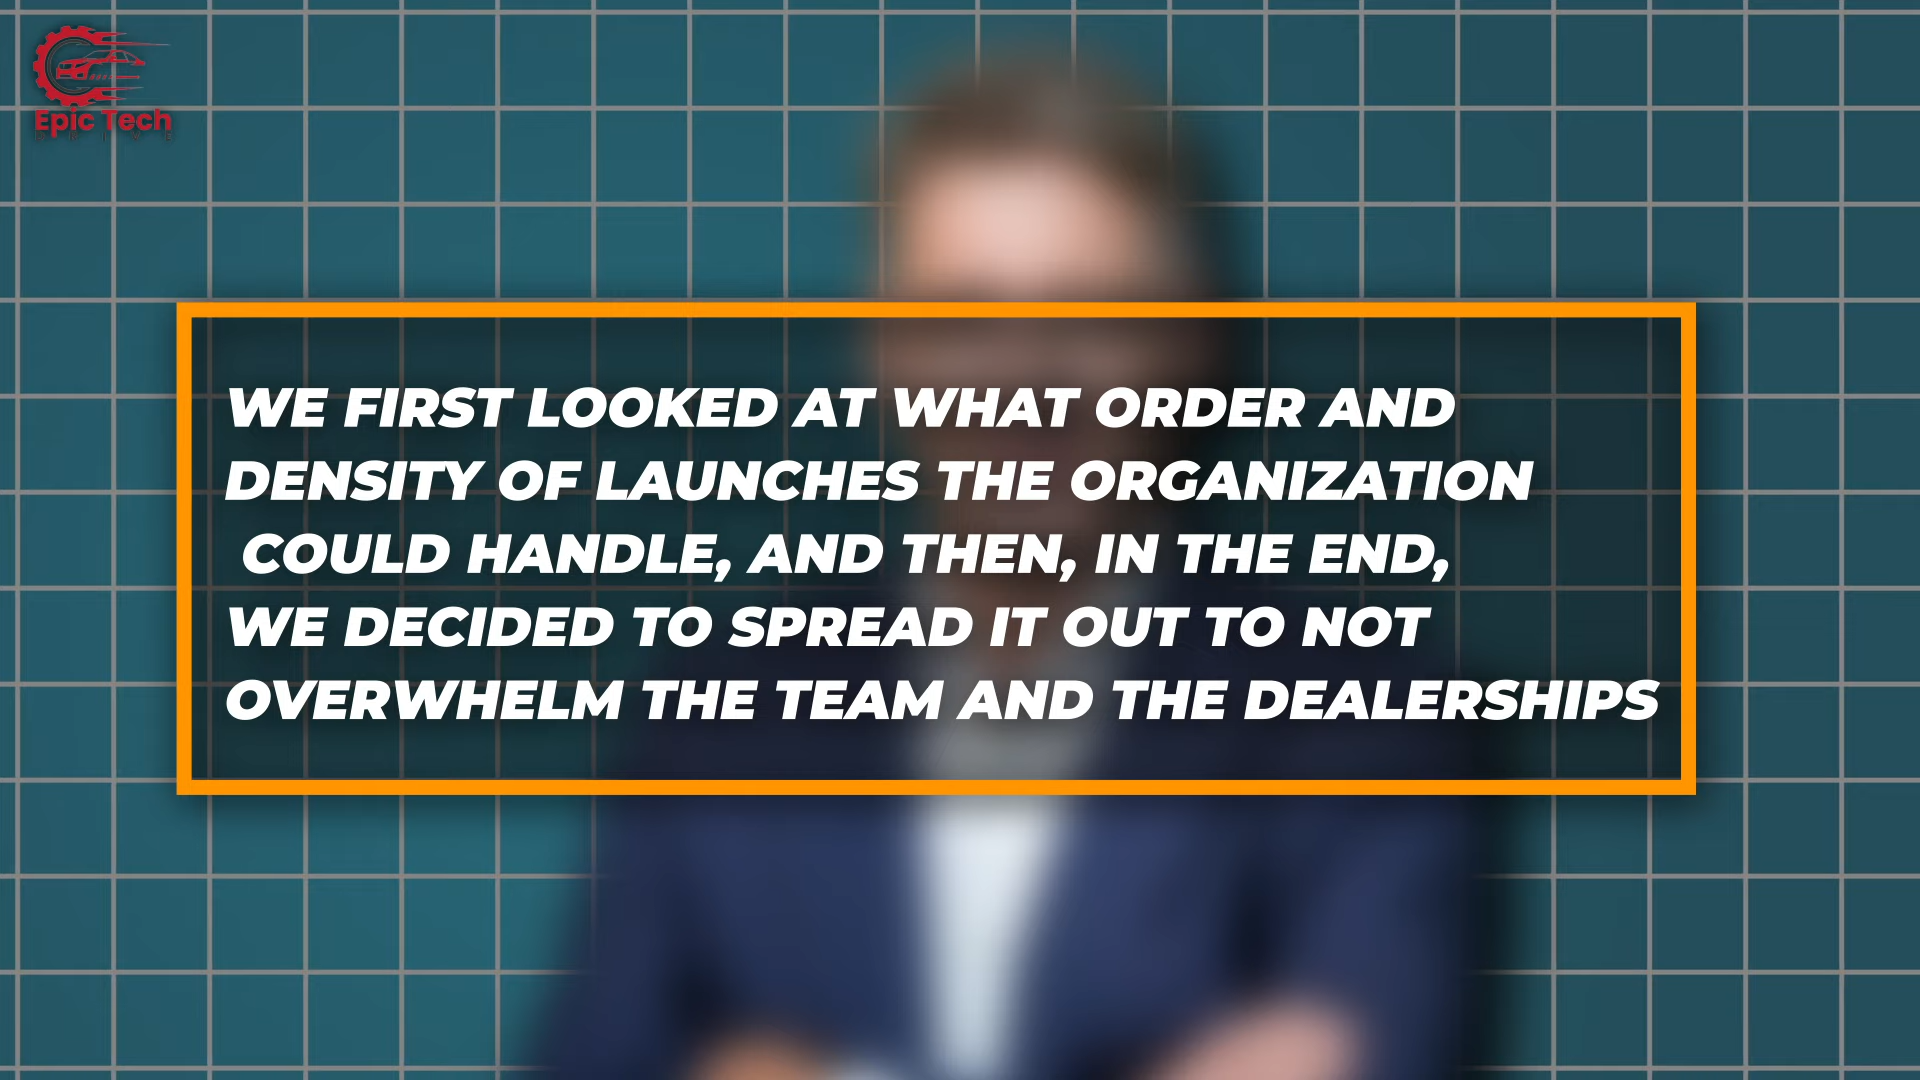 Epic Tech
WE FIRST LOOKED AT WHAT ORDER AND
DENSITY OF LAUNCHES THE ORGANIZATION
COULD HANDLE, AND THEN, IN THE END,
WE DECIDED TO SPREAD IT OUT TO NOT
OVERWHELM THE TEAM AND THE DEALERSHIPS